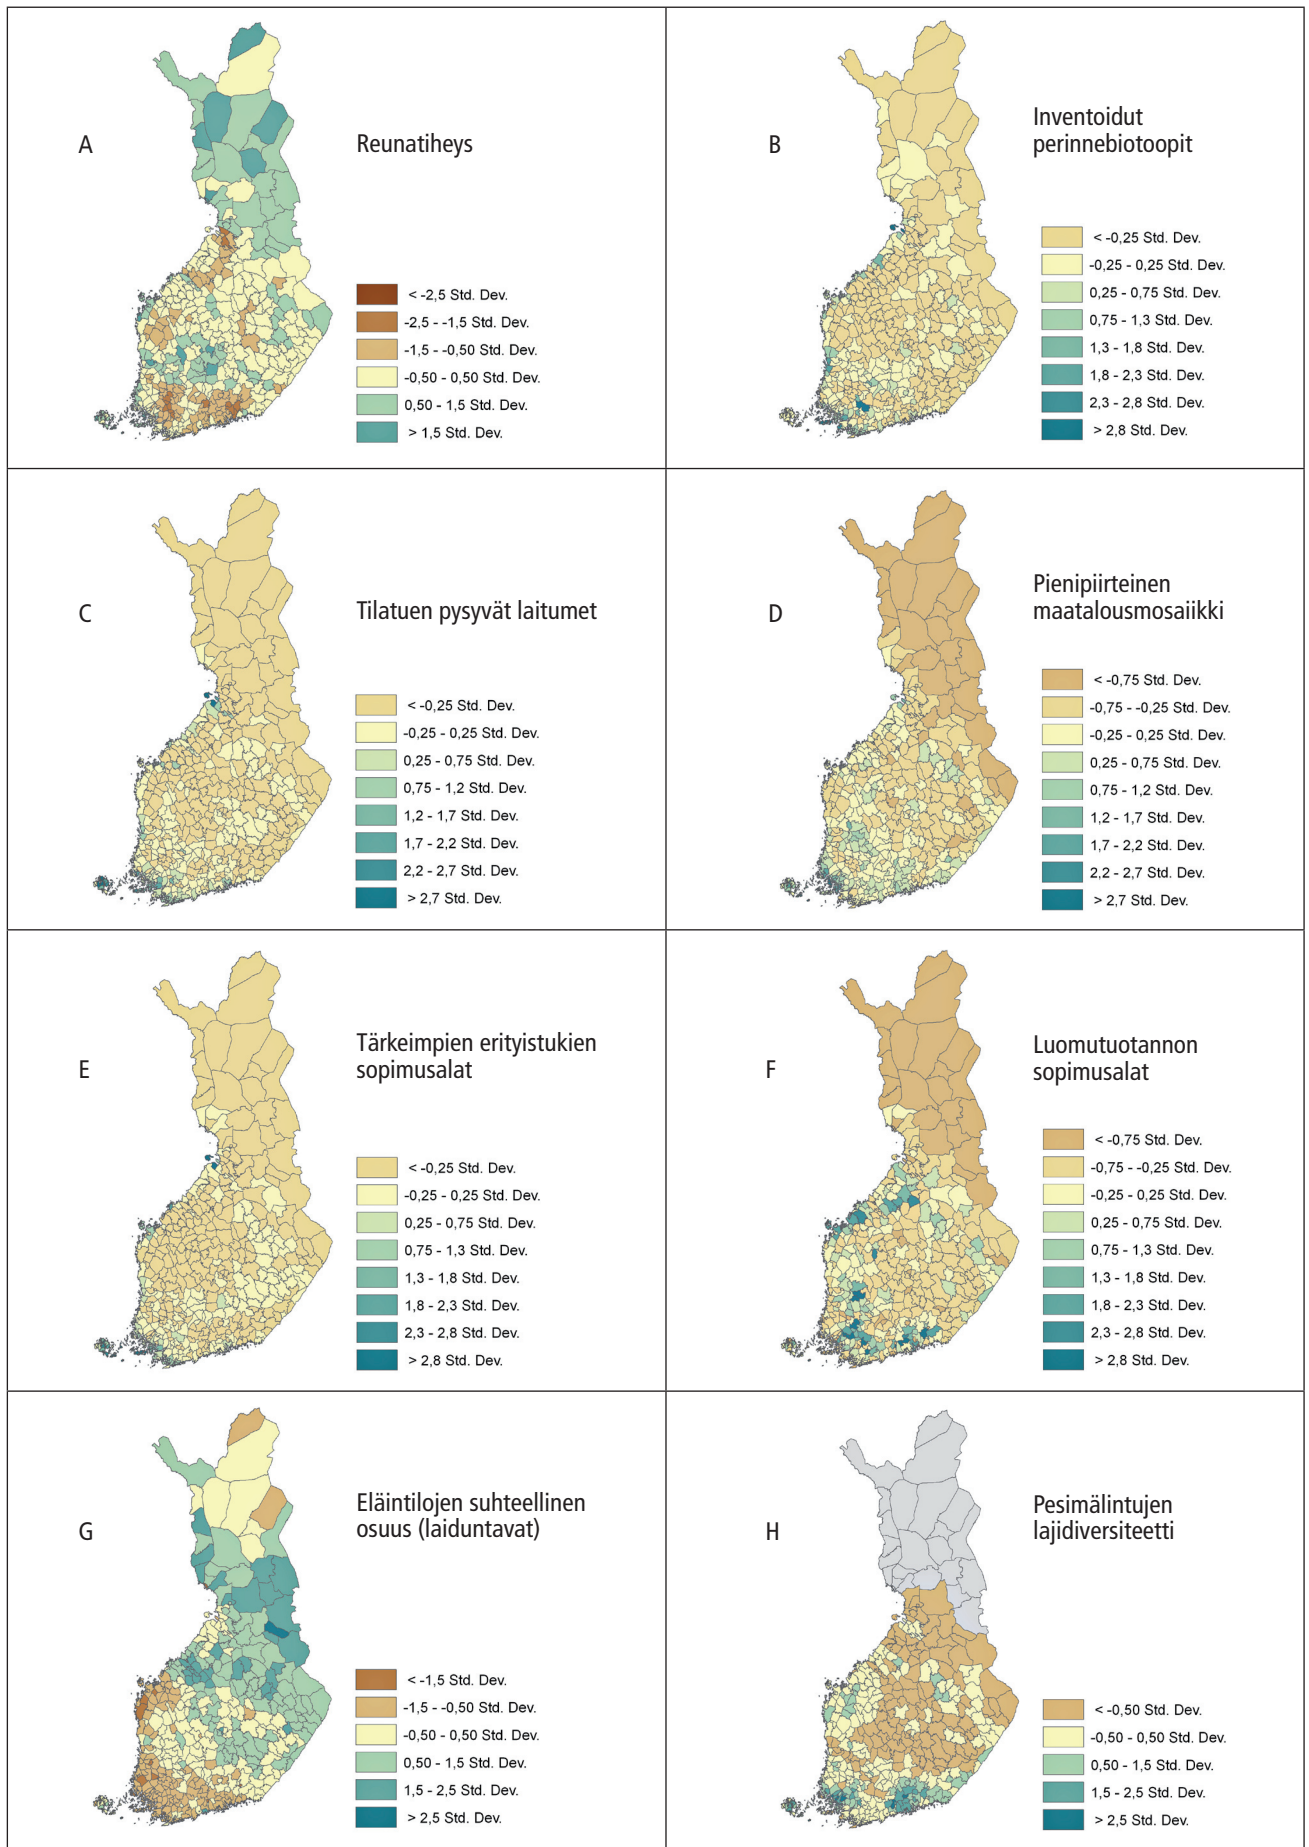 A
Reunatiheys
< -2,5 Std. Dev.
-2,5 - -1,5 Std. Dev.
-1,5 - -0,50 Std. Dev.
-0,50 - 0,50 Std. Dev.
0,50 - 1,5 Std. Dev.
> 1,5 Std. Dev.
B
Inventoidut
perinnebiotoopit
< -0,25 Std. Dev.
-0,25 - 0,25 Std. Dev.
0,25 - 0,75 Std. Dev.
0,75 - 1,3 Std. Dev.
1,3 - 1,8 Std. Dev.
1,8 - 2,3 Std. Dev.
2,3 - 2,8 Std. Dev.
> 2,8 Std. Dev.
C
Tilatuen pysyvät laitumet
< -0,25 Std. Dev.
-0,25 - 0,25 Std. Dev.
0,25 - 0,75 Std. Dev.
0,75 - 1,2 Std. Dev.
1,2 - 1,7 Std. Dev.
1,7 - 2,2 Std. Dev.
2,2 - 2,7 Std. Dev.
> 2,7 Std. Dev.
D
Pienipiirteinen
maatalousmosaiikki
< -0,75 Std. Dev.
-0,75 - -0,25 Std. Dev.
-0,25 - 0,25 Std. Dev.
0,25 - 0,75 Std. Dev.
0,75 - 1,2 Std. Dev.
1,2 - 1,7 Std. Dev.
1,7 - 2,2 Std. Dev.
2,2 - 2,7 Std. Dev.
> 2,7 Std. Dev.
E
Tärkeimpien erityistukien
sopimusalat
< -0,25 Std. Dev.
-0,25 - 0,25 Std. Dev.
0,25 - 0,75 Std. Dev.
0,75 - 1,3 Std. Dev.
1,3 - 1,8 Std. Dev.
1,8 - 2,3 Std. Dev.
2,3 - 2,8 Std. Dev.
> 2,8 Std. Dev.
F
Luomutuotannon
sopimusalat
< -0,75 Std. Dev.
-0,75 - -0,25 Std. Dev.
-0,25 - 0,25 Std. Dev.
0,25 - 0,75 Std. Dev.
0,75 - 1,3 Std. Dev.
1,3 - 1,8 Std. Dev.
1,8 - 2,3 Std. Dev.
2,3 - 2,8 Std. Dev.
> 2,8 Std. Dev.
G
Eläintilojen suhteellinen
osuus (laiduntavat)
< -1,5 Std. Dev.
-1,5 - -0,50 Std. Dev.
-0,50 - 0,50 Std. Dev.
0,50 - 1,5 Std. Dev.
1,5 - 2,5 Std. Dev.
> 2,5 Std. Dev.
H
Pesimälintujen
lajidiversiteetti
< -0,50 Std. Dev.
-0,50 - 0,50 Std. Dev.
0,50 - 1,5 Std. Dev.
1,5 - 2,5 Std. Dev.
> 2,5 Std. Dev.